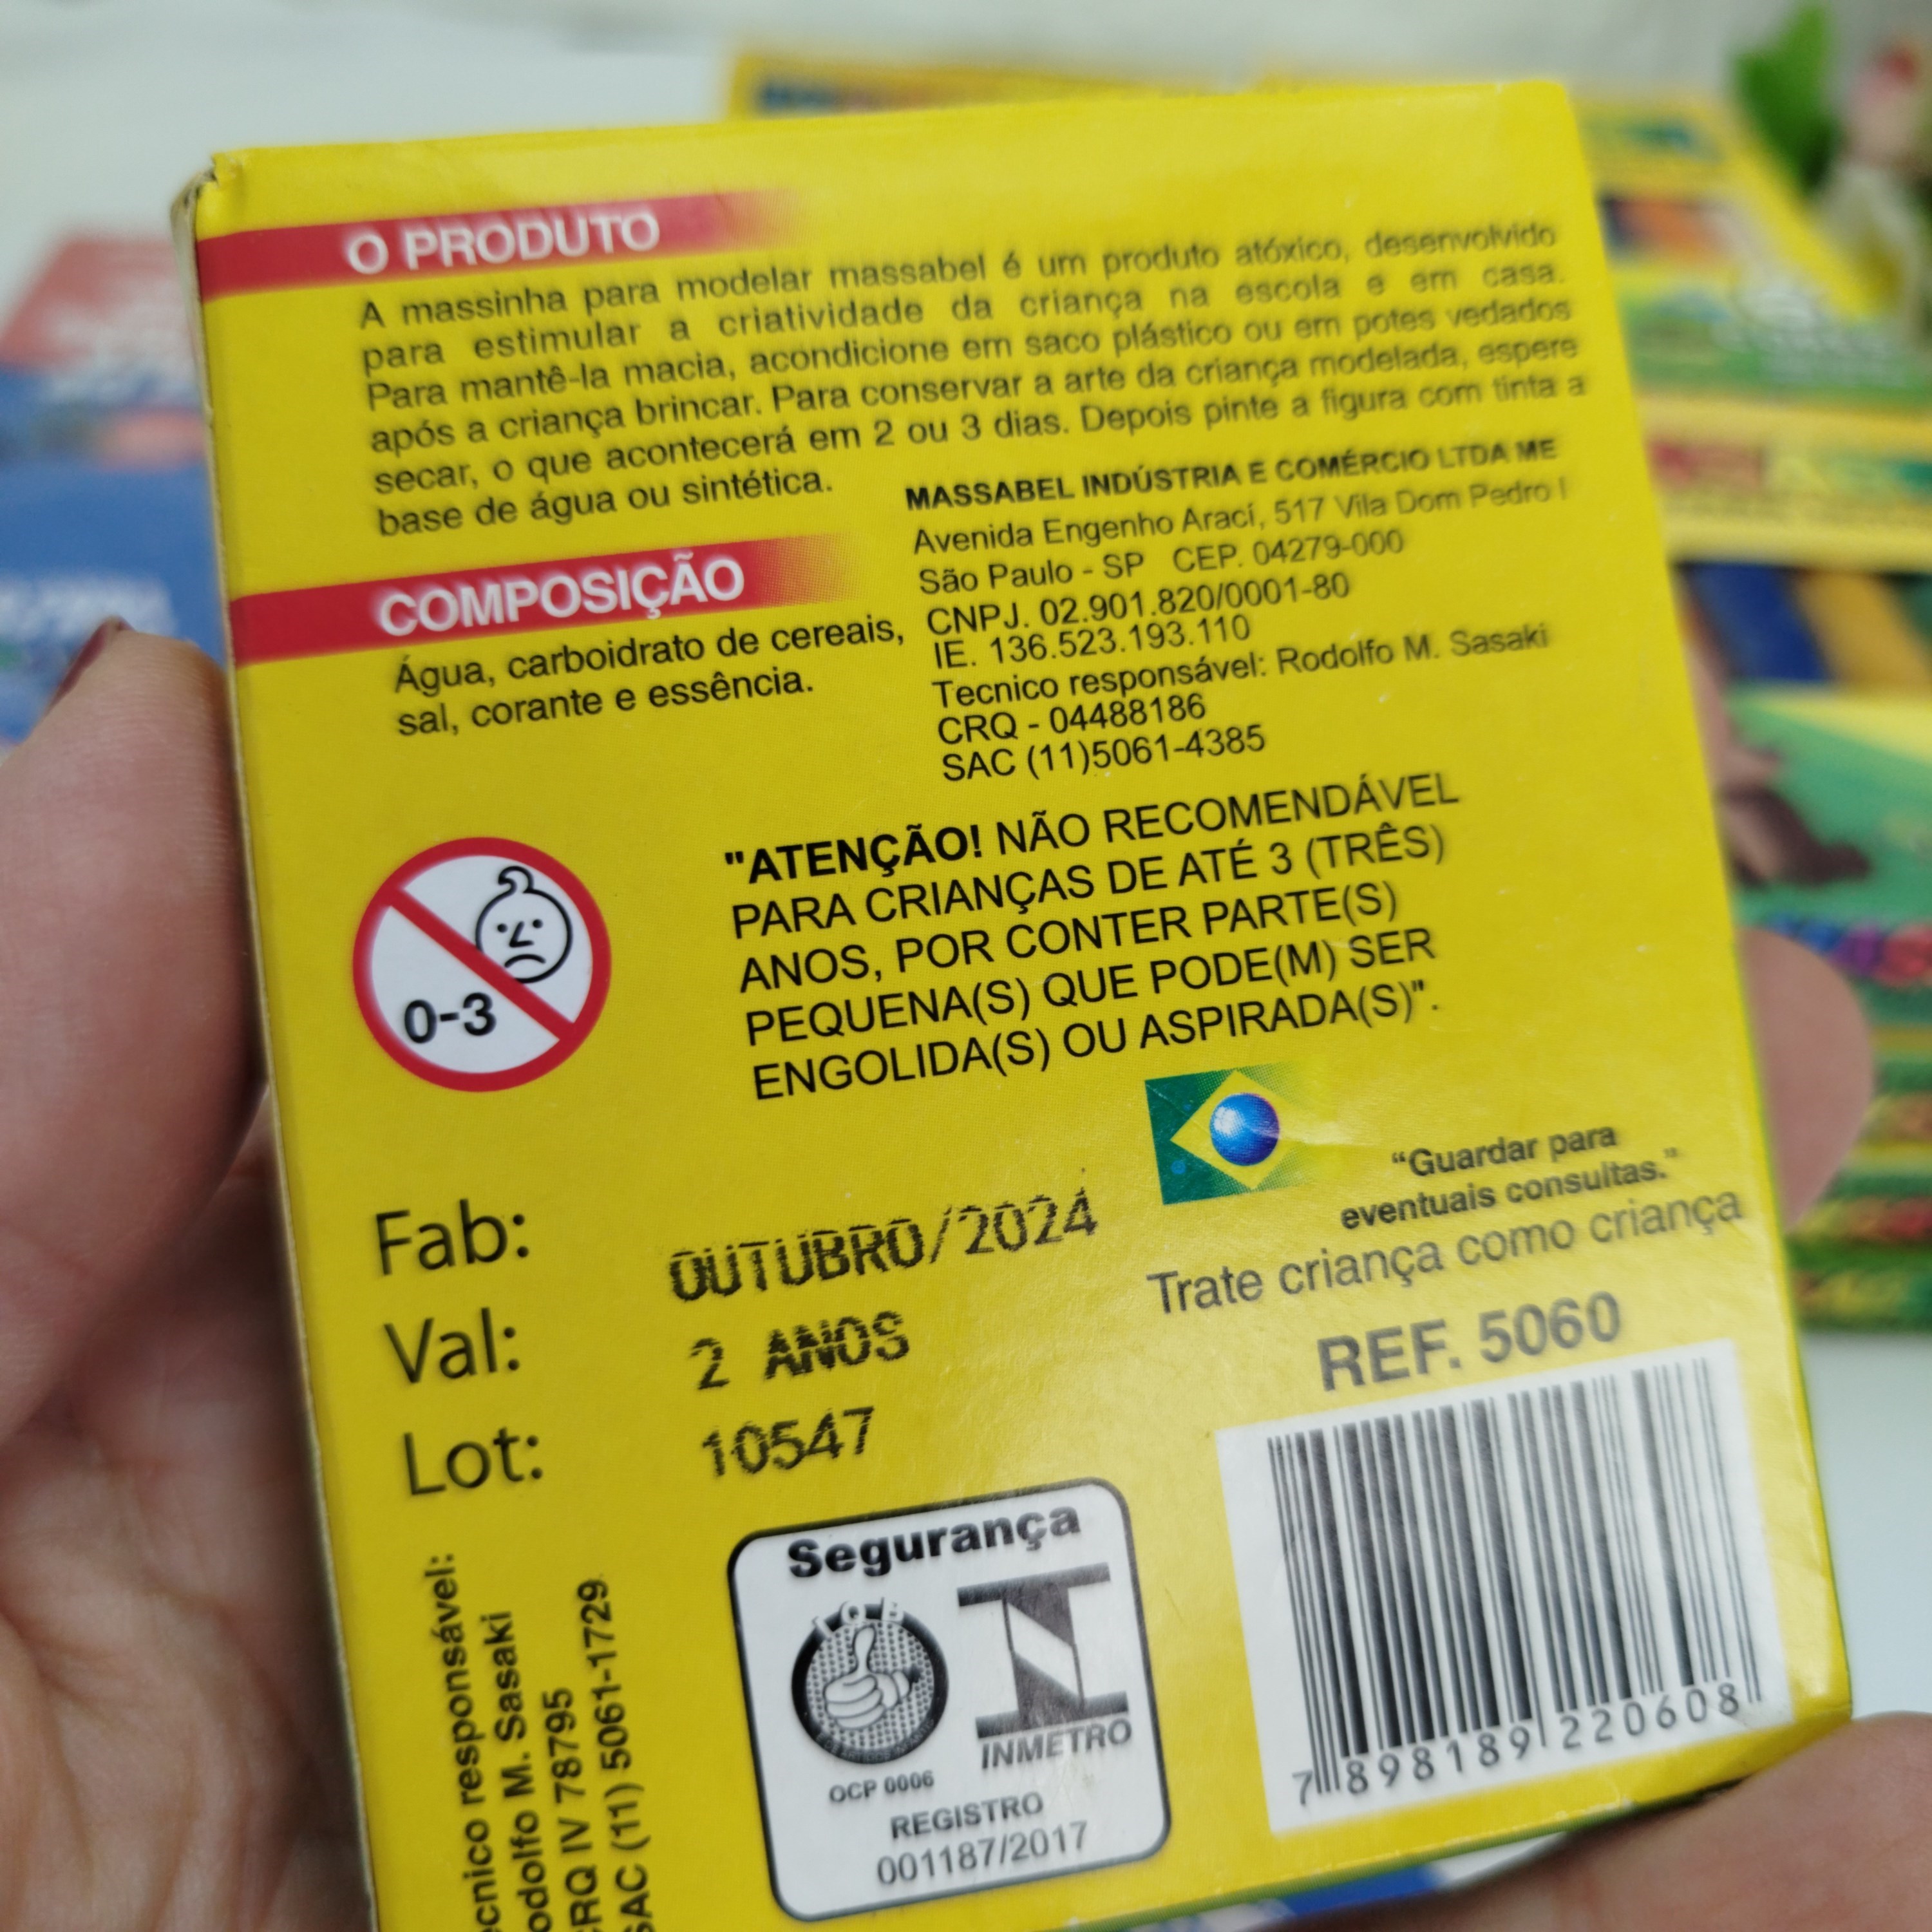 O PRODUTO
A massinha para modelar massabel é um produto atóxico, desenvolvido
para estimular a criatividade da criança na escola e em casa.
Para mantê-la macia, acondicione em saco plástico ou em potes vedados
após a criança brincar. Para conservar a arte da criança modelada, espere
secar, o que acontecerá em 2 ou 3 dias. Depois pinte a figura com tinta a
base de água ou sintética.
COMPOSIÇÃO
Água, carboidrato de cereais,
sal, corante e essência.
MASSABEL INDÚSTRIA E COMÉRCIO LTDA ME
Avenida Engenho Arací, 517 Vila Dom Pedro I
São Paulo - SP CEP. 04279-000
CNPJ. 02.901.820/0001-80
IE. 136.523.193.110
Tecnico responsável: Rodolfo M. Sasaki
CRQ - 04488186
SAC (11)5061-4385
0-3
"ATENÇÃO! NÃO RECOMENDÁVEL
PARA CRIANÇAS DE ATÉ 3 (TRÊS)
ANOS, POR CONTER PARTE(S)
PEQUENA(S) QUE PODE(M) SER
ENGOLIDA(S) OU ASPIRADA(S)".
“Guardar para
eventuais consultas.”
Trate criança como criança
REF. 5060
Fab: OUTUBRO/2024
Val: 2 ANOS
Lot: 10547
ecnico responsável:
odolfo M. Sasaki
RQ IV 78795
SAC (11) 5061-1729
Segurança
IQB
INMETRO
OCP 0006
REGISTRO
001187/2017
7 898189 220608